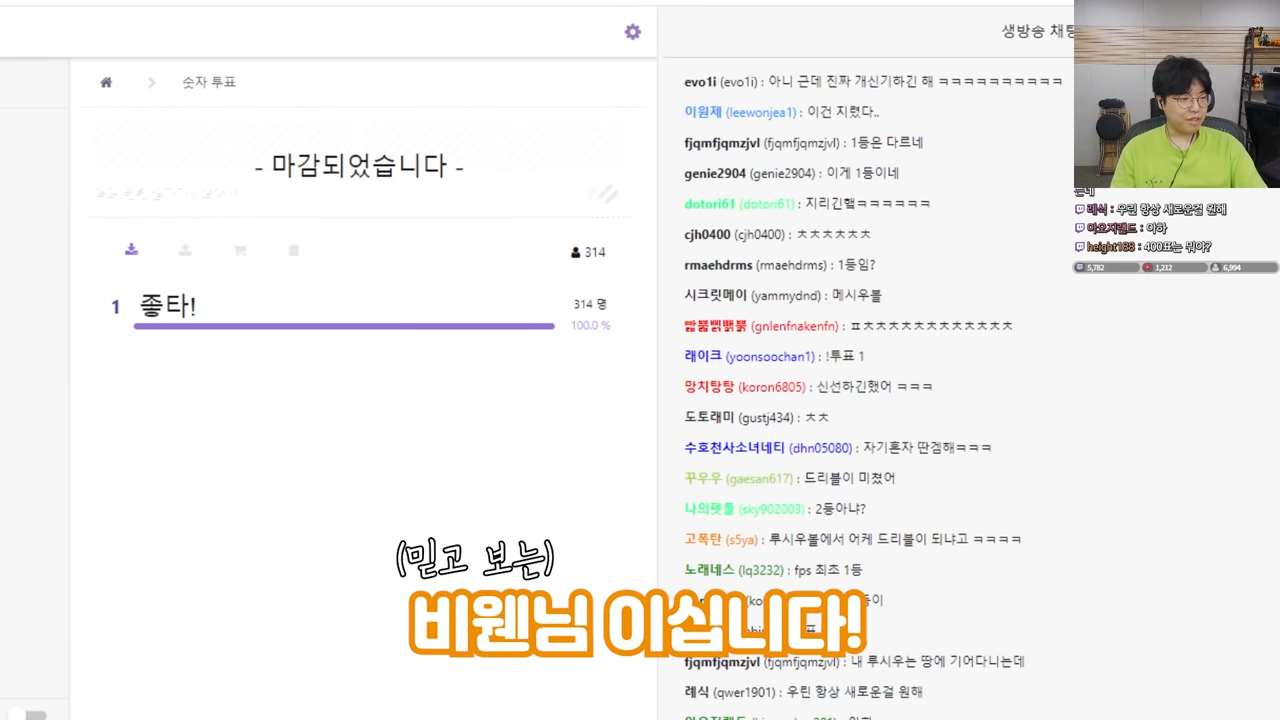 숫자 투표
- 마감되었습니다 -
314
1 좋타!
314 명
100.0 %
(믿고 보는)
비웬님 이십니다!
생방송 채팅
evo1i (evo1i) : 아니 근데 진짜 개신기하긴 해 ㅋㅋㅋㅋㅋㅋㅋㅋㅋㅋ
이원제 (leewonjea1) : 이건 지렸다..
fjqmfjqmzjvl (fjqmfjqmzjvl) : 1등은 다르네
genie2904 (genie2904) : 이게 1등이네
dotori61 (dotori61) : 지리긴햌ㅋㅋㅋㅋㅋㅋ
cjh0400 (cjh0400) : ㅊㅊㅊㅊㅊㅊ
rmaehdrms (rmaehdrms) : 1등임?
시크릿메이 (yammydnd) : 메시우볼
(gnlenfnakenfn) : ㅍㅊㅊㅊㅊㅊㅊㅊㅊㅊㅊㅊㅊ
래이크 (yoonsoochan1) : !투표 1
망치탕탕 (koron6805) : 신선하긴했어 ㅋㅋㅋ
도토래미 (gustj434) : ㅊㅊ
수호천사소녀네티 (dhn05080) : 자기혼자 딴겜해ㅋㅋㅋ
꾸우우 (gaesan617) : 드리블이 미쳤어
나의펫틀 (sky902003) : 2등아냐?
고폭탄 (s5ya) : 루시우볼에서 어케 드리블이 되냐고 ㅋㅋㅋㅋ
노래네스 (lq3232) : fps 최초 1등
fjqmfjqmzjvl (fjqmfjqmzjvl) : 내 루시우는 땅에 기어다니는데
례식 (qwer1901) : 우린 항상 새로운걸 원해
는데
례식 : 우린 항상 새로운걸 원해
마요지랜드 : 이하
height188 : 400표는 뭐야?
5,782
1,212
6,994